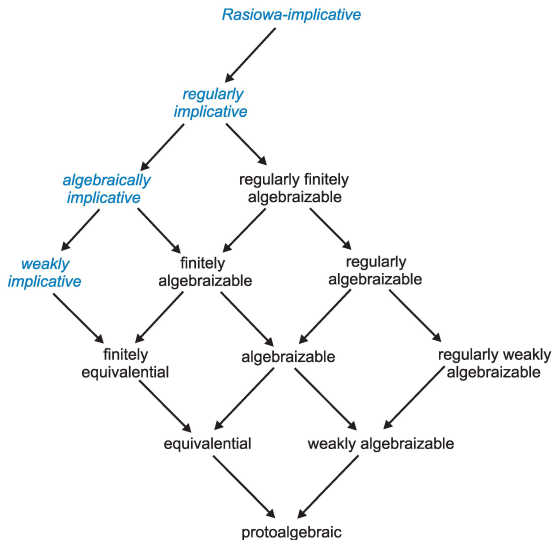 Rasiowa-implicative
regularly
implicative
algebraically
implicative
regularly finitely
algebraizable
weakly
implicative
finitely
algebraizable
regularly
algebraizable
finitely
equivalential
algebraizable
regularly weakly
algebraizable
equivalential
weakly algebraizable
protoalgebraic